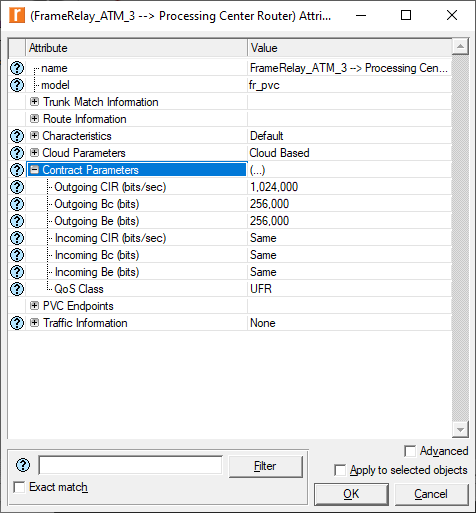 (FrameRelay_ATM_3 --> Processing Center Router) Attri...
Attribute Value
name FrameRelay_ATM_3 --> Processing Cen...
model fr_pvc
Trunk Match Information
Route Information
Characteristics Default
Cloud Parameters Cloud Based
Contract Parameters (...)
Outgoing CIR (bits/sec) 1,024,000
Outgoing Bc (bits) 256,000
Outgoing Be (bits) 256,000
Incoming CIR (bits/sec) Same
Incoming Bc (bits) Same
Incoming Be (bits) Same
QoS Class UFR
PVC Endpoints
Traffic Information None
Advanced
Filter
Apply to selected objects
Exact match
OK Cancel